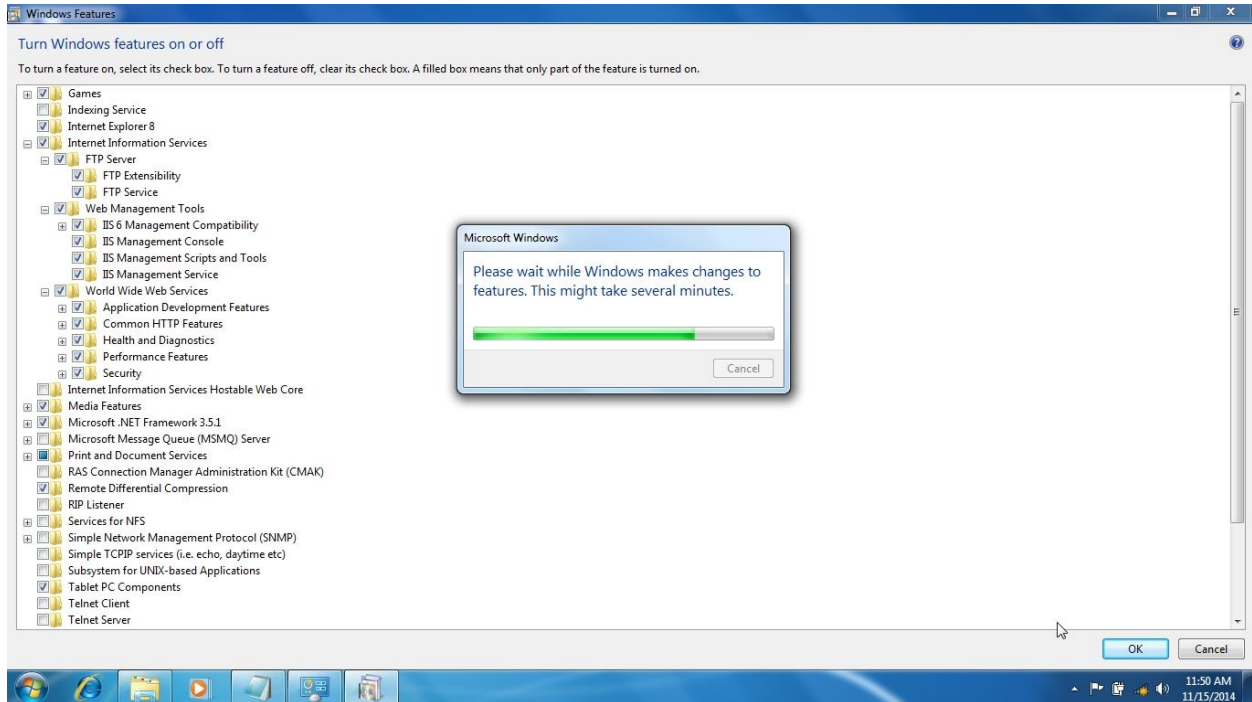 Windows Features
Turn Windows features on or off
To turn a feature on, select its check box. To turn a feature off, clear its check box. A filled box means that only part of the feature is turned on.
Games
Indexing Service
Internet Explorer 8
Internet Information Services
FTP Server
FTP Extensibility
FTP Service
Web Management Tools
IIS 6 Management Compatibility
IIS Management Console
IIS Management Scripts and Tools
IIS Management Service
World Wide Web Services
Application Development Features
Common HTTP Features
Health and Diagnostics
Performance Features
Security
Internet Information Services Hostable Web Core
Media Features
Microsoft .NET Framework 3.5.1
Microsoft Message Queue (MSMQ) Server
Print and Document Services
RAS Connection Manager Administration Kit (CMAK)
Remote Differential Compression
RIP Listener
Services for NFS
Simple Network Management Protocol (SNMP)
Simple TCPIP services (i.e. echo, daytime etc)
Subsystem for UNIX-based Applications
Tablet PC Components
Telnet Client
Telnet Server
Microsoft Windows
Please wait while Windows makes changes to
features. This might take several minutes.
Cancel
OK
Cancel
11:50 AM
11/15/2014